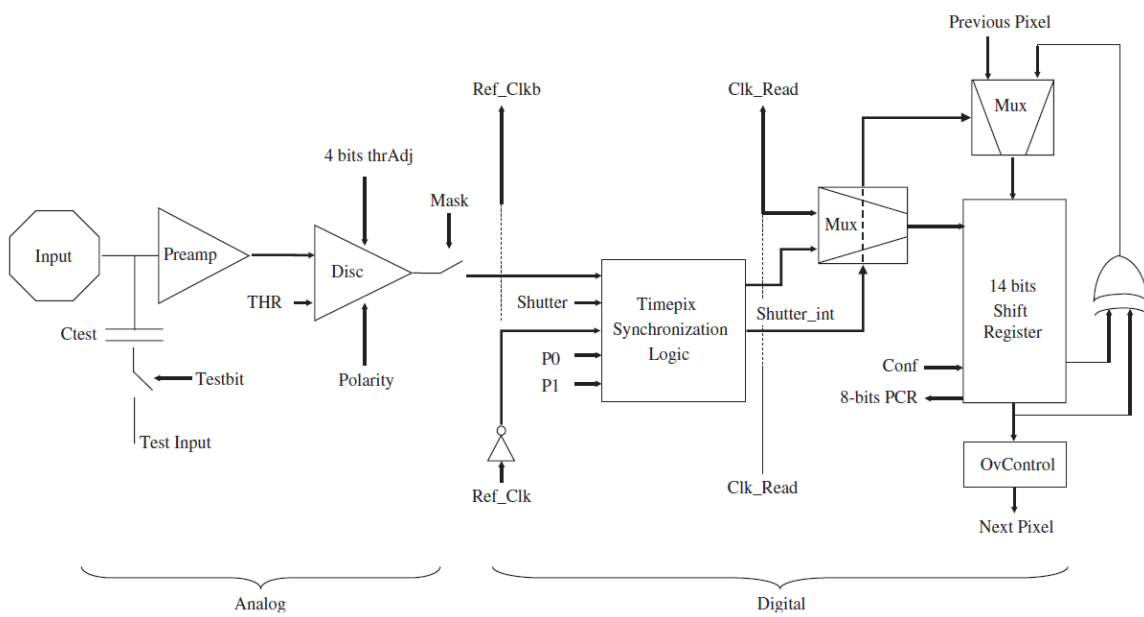 Previous Pixel
Mux
Ref_Clkb
Clk_Read
4 bits thrAdj
Mask
Input
Preamp
Disc
Mux
THR
Shutter
Timepix
Synchronization
Logic
Shutter_int
14 bits
Shift
Register
Ctest
Testbit
Polarity
P0
P1
Conf
8-bits PCR
Test Input
Ref_Clk
Clk_Read
OvControl
Next Pixel
Analog
Digital